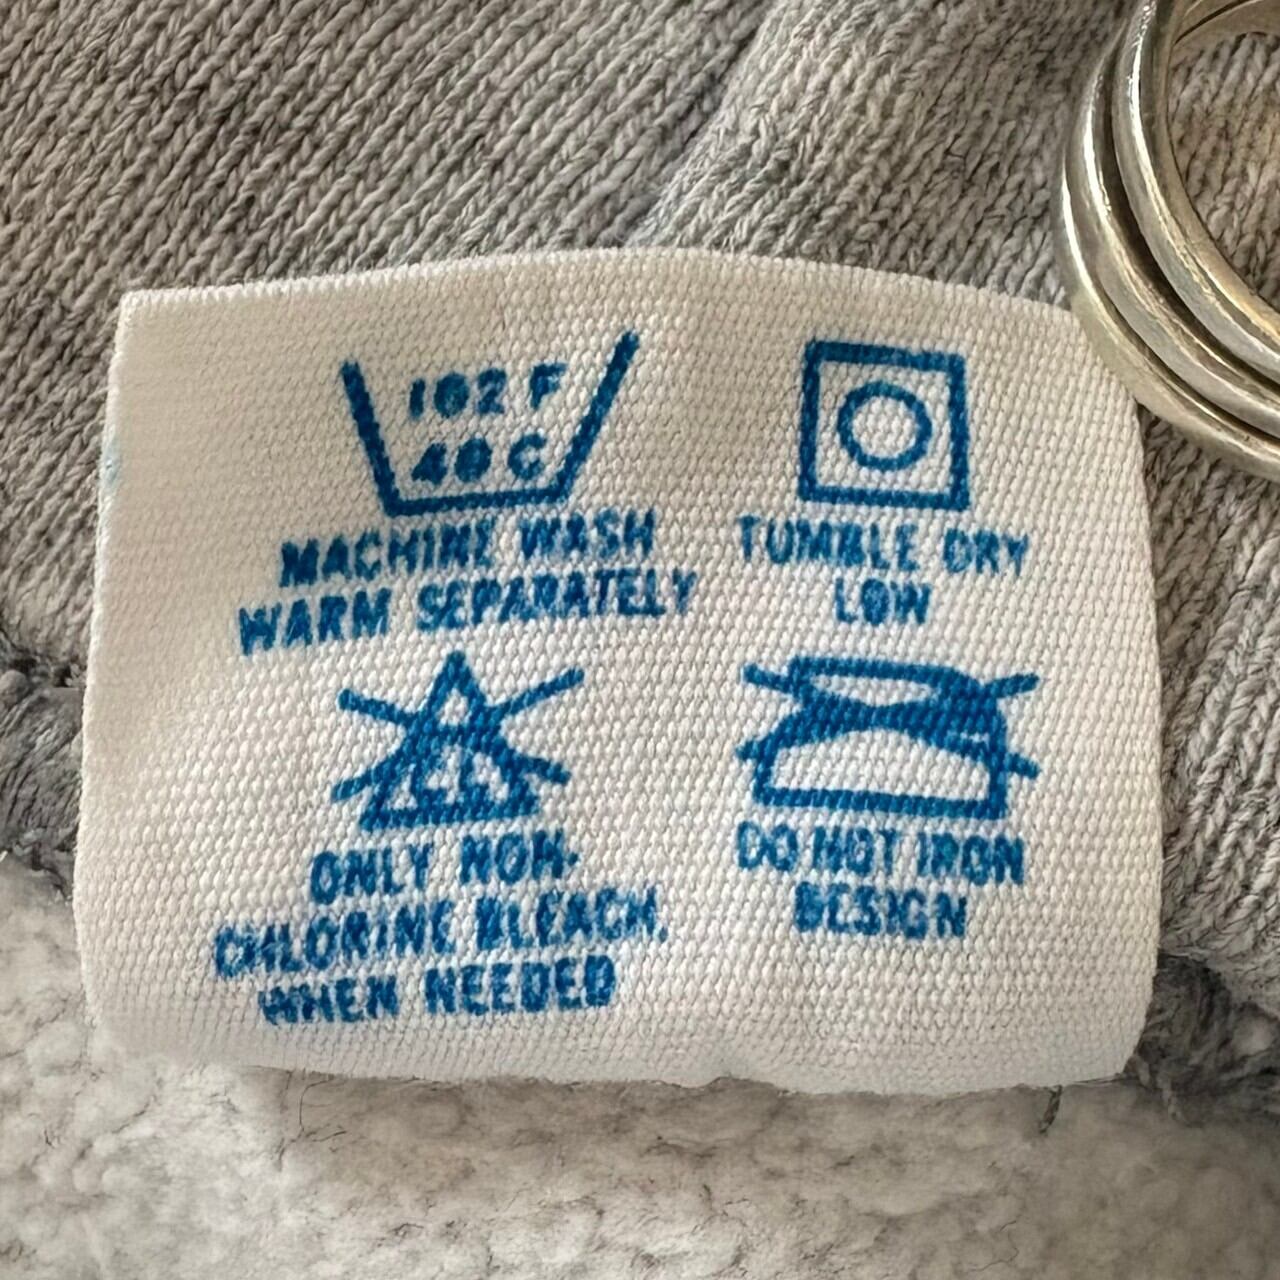 102 F
40 C
MACHINE WASH
WARM SEPARATELY
TUMBLE DRY
LOW
ONLY NON-
CHLORINE BLEACH,
WHEN NEEDED
DO NOT IRON
DESIGN